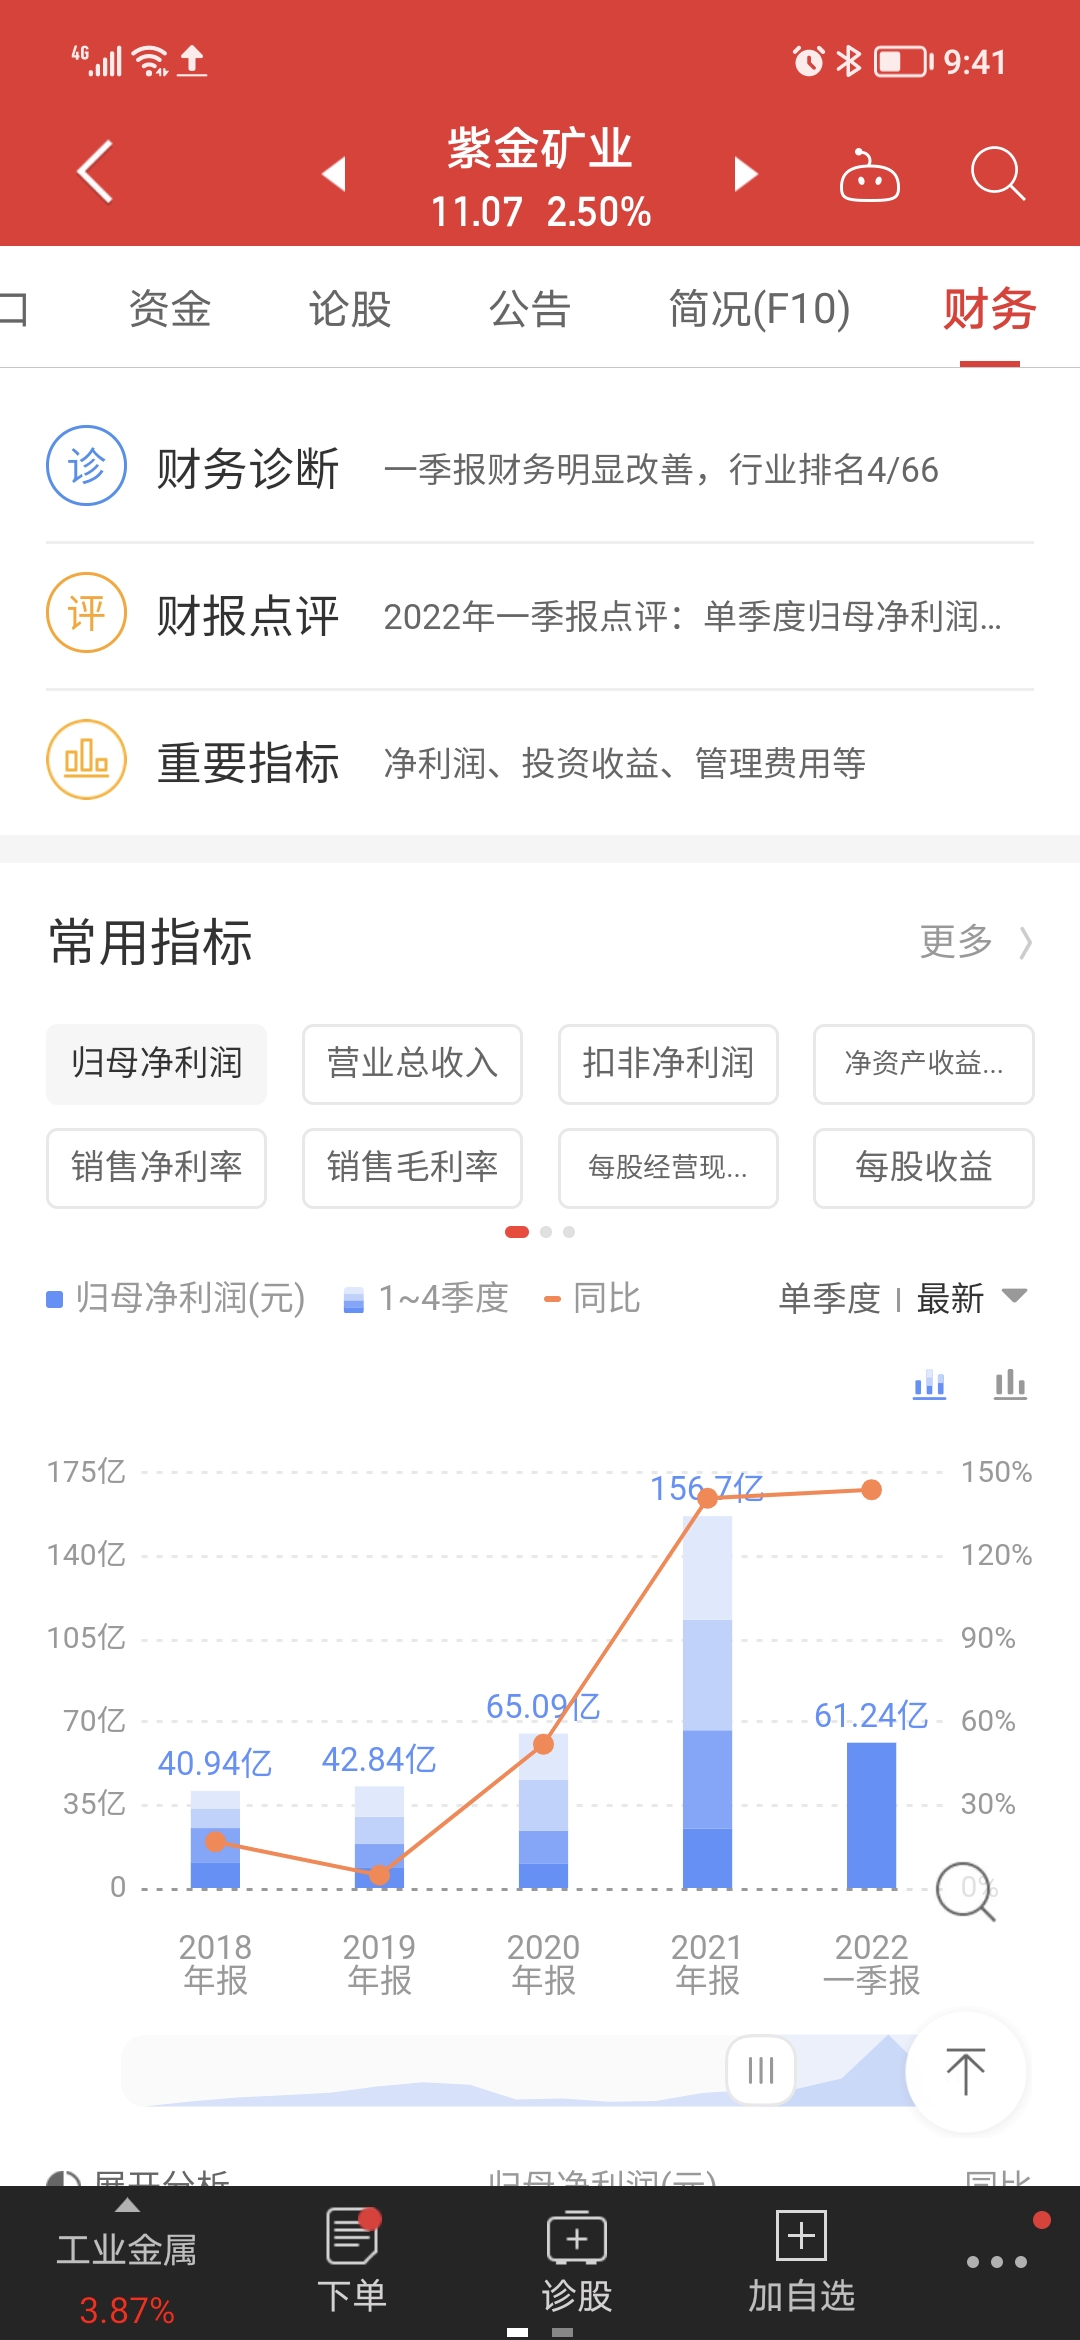 4G 9:41
紫金矿业
11.07 2.50%
口 资金 论股 公告 简况(F10) 财务
诊 财务诊断 一季报财务明显改善，行业排名4/66
评 财报点评 2022年一季报点评：单季度归母净利润...
重要指标 净利润、投资收益、管理费用等
常用指标 更多
归母净利润 营业总收入 扣非净利润 净资产收益...
销售净利率 销售毛利率 每股经营现... 每股收益
归母净利润(元) 1~4季度 同比 单季度 最新
175亿 150%
156.7亿
140亿 120%
105亿 90%
65.09亿
70亿 61.24亿 60%
40.94亿 42.84亿
35亿 30%
0 0%
2018 2019 2020 2021 2022
年报 年报 年报 年报 一季报
展开分析 归母净利润(元) 同比
工业金属
3.87%
下单 诊股 加自选